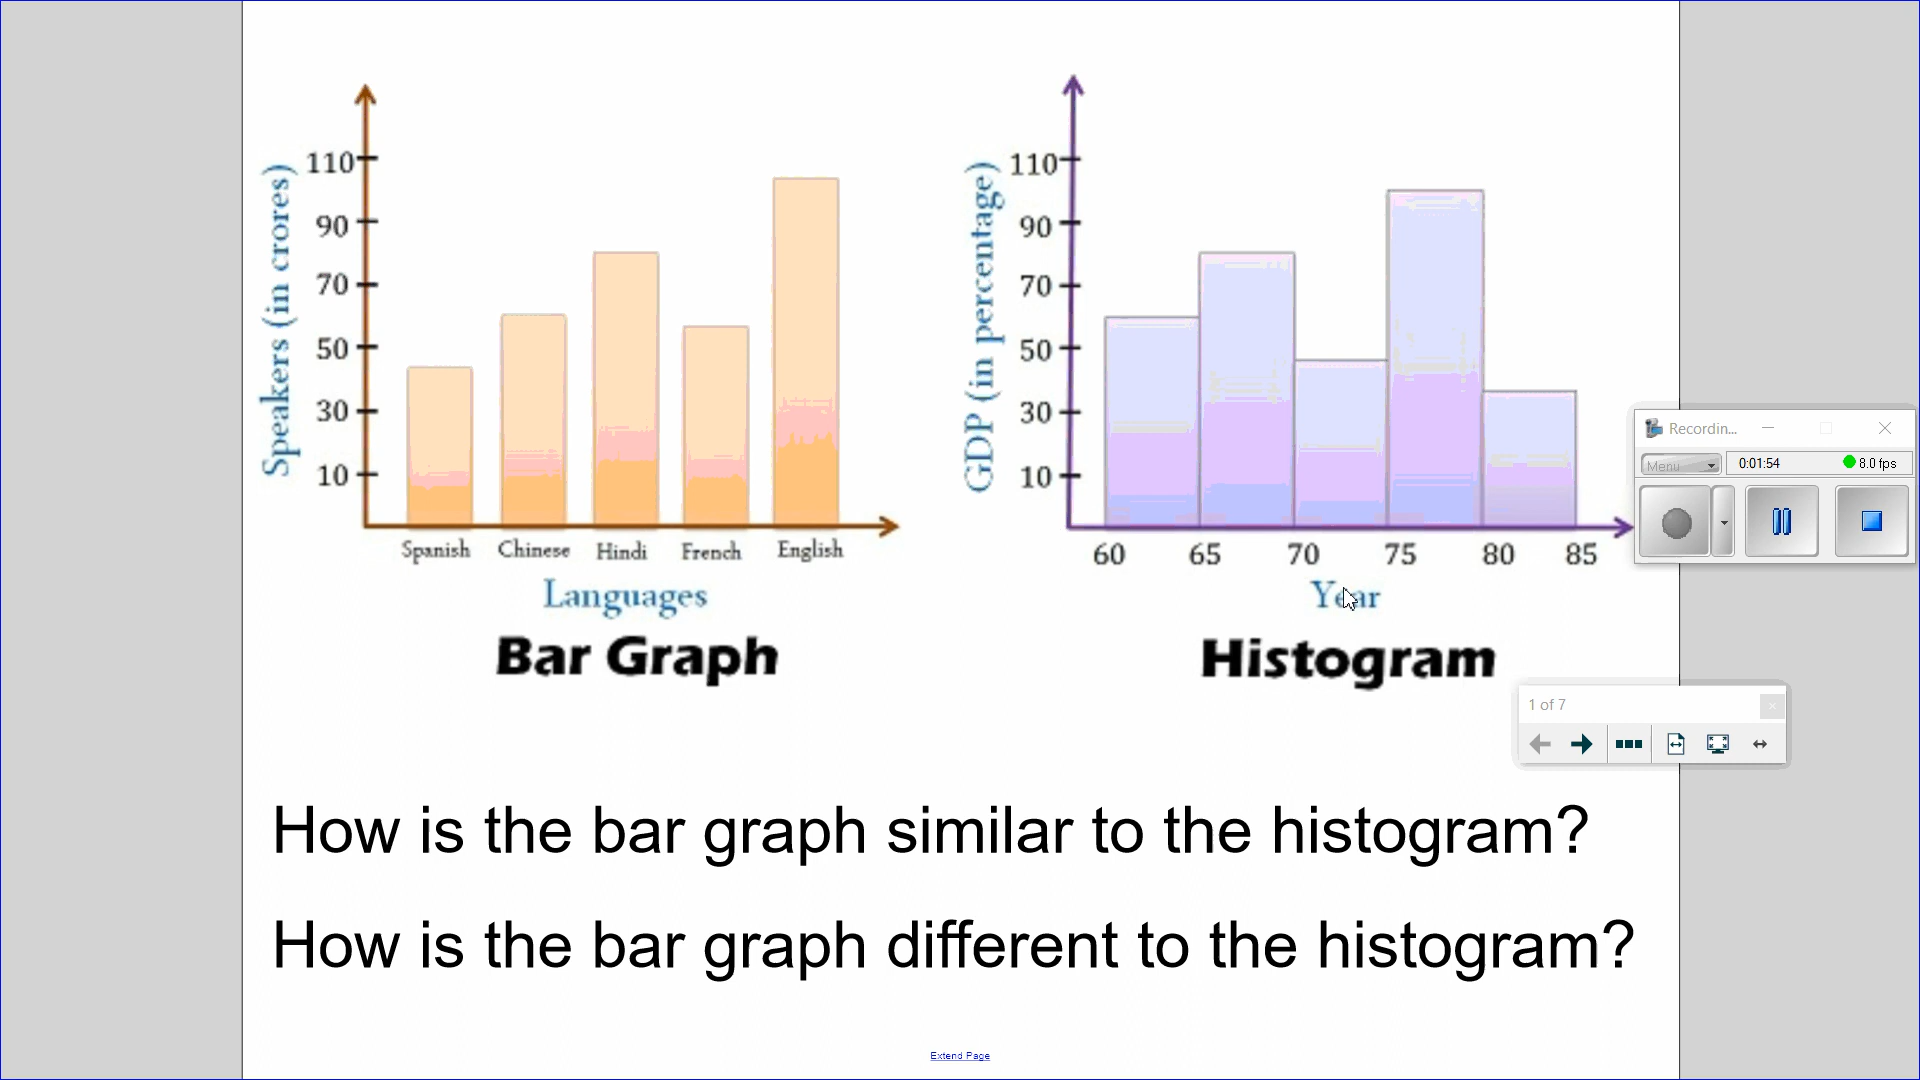 110
90
70
50
30
10
Speakers (in crores)
Spanish Chinese Hindi French English
Languages
Bar Graph
110
90
70
50
30
10
GDP (in percentage)
60 65 70 75 80 85
Year
Histogram
Recordin...
Menu 0:01:54 8.0 fps
1 of 7
How is the bar graph similar to the histogram?
How is the bar graph different to the histogram?
Extend Page